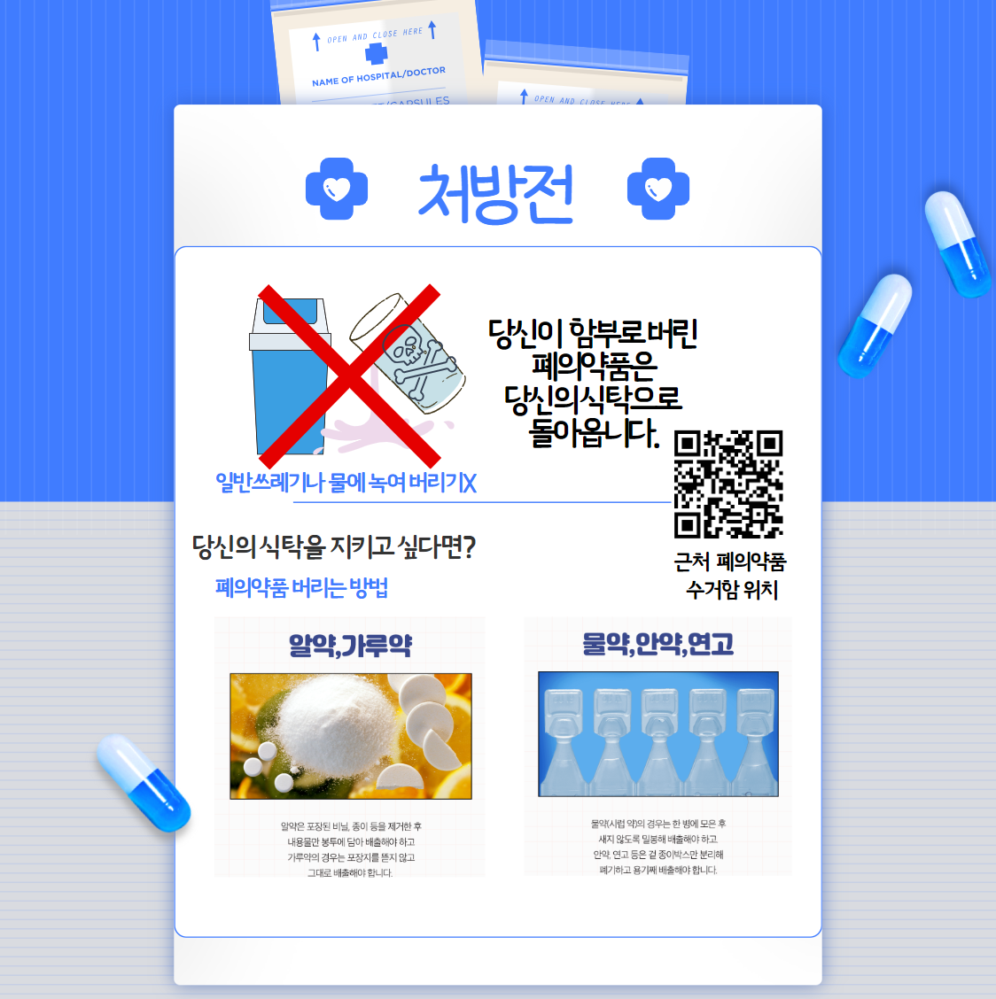 OPEN AND CLOSE HERE
NAME OF HOSPITAL/DOCTOR
/CAPSULES
OPEN AND CLOSE HERE
처방전
당신이 함부로 버린
폐의약품은
당신의 식탁으로
돌아옵니다.
일반쓰레기나 물에 녹여 버리기X
당신의 식탁을 지키고 싶다면?
폐의약품 버리는 방법
근처 폐의약품
수거함 위치
알약,가루약
알약은 포장된 비닐, 종이 등을 제거한 후
내용물만 봉투에 담아 배출해야 하고
가루약의 경우는 포장지를 뜯지 않고
그대로 배출해야 합니다.
물약,안약,연고
물약(시럽 약)의 경우는 한 병에 모은 후
새지 않도록 밀봉해 배출해야 하고
안약, 연고 등은 겉 종이박스만 분리해
폐기하고 용기째 배출해야 합니다.